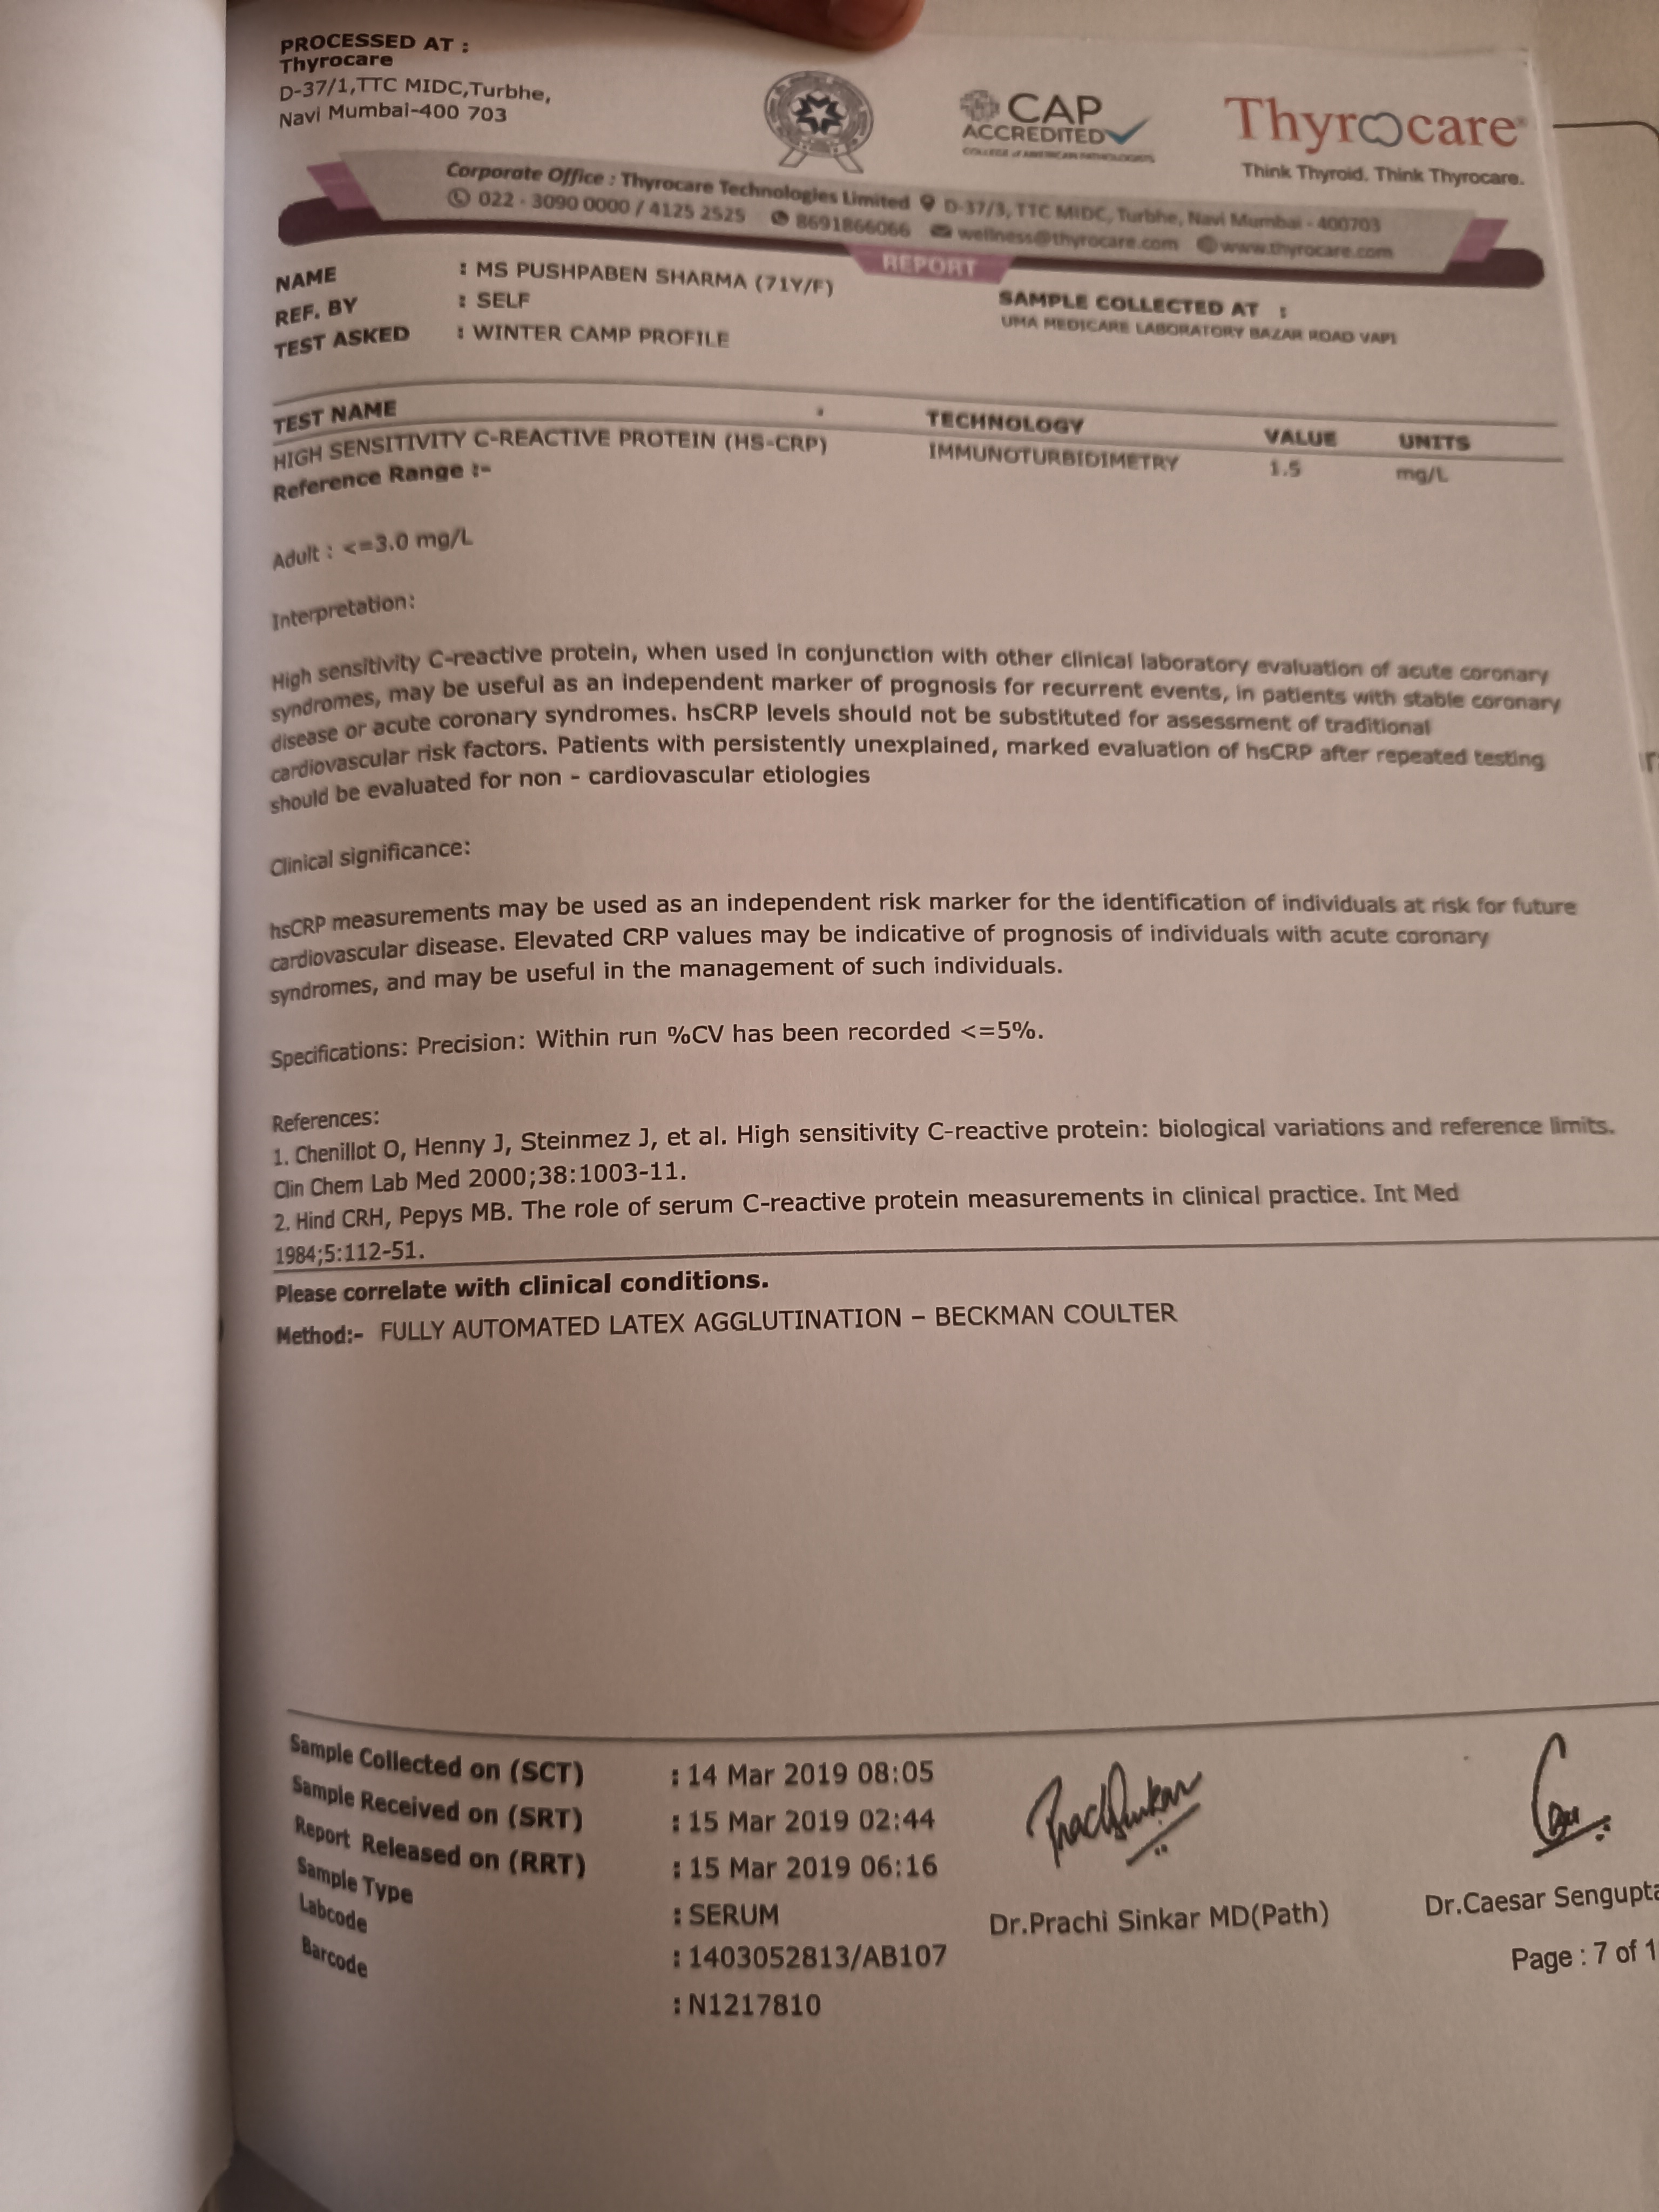 PROCESSED AT :
Thyrocare
D-37/1,TTC MIDC,Turbhe,
Navi Mumbai-400 703
CAP
ACCREDITED
COLLEGE of AMERICAN PATHOLOGISTS
Thyrocare
Think Thyroid. Think Thyrocare.
Corporate Office : Thyrocare Technologies Limited D-37/3, TTC MIDC, Turbhe, Navi Mumbai - 400703
022 - 3090 0000 / 4125 2525 8691866066 wellness@thyrocare.com www.thyrocare.com
REPORT
NAME : MS PUSHPABEN SHARMA (71Y/F)
REF. BY : SELF
TEST ASKED : WINTER CAMP PROFILE
SAMPLE COLLECTED AT :
UMA MEDICARE LABORATORY BAZAR ROAD VAPI
TEST NAME TECHNOLOGY VALUE UNITS
HIGH SENSITIVITY C-REACTIVE PROTEIN (HS-CRP) IMMUNOTURBIDIMETRY 1.5 mg/L
Reference Range :-
Adult : <=3.0 mg/L
Interpretation:
High sensitivity C-reactive protein, when used in conjunction with other clinical laboratory evaluation of acute coronary
syndromes, may be useful as an independent marker of prognosis for recurrent events, in patients with stable coronary
disease or acute coronary syndromes. hsCRP levels should not be substituted for assessment of traditional
cardiovascular risk factors. Patients with persistently unexplained, marked evaluation of hsCRP after repeated testing
should be evaluated for non - cardiovascular etiologies
Clinical significance:
hsCRP measurements may be used as an independent risk marker for the identification of individuals at risk for future
cardiovascular disease. Elevated CRP values may be indicative of prognosis of individuals with acute coronary
syndromes, and may be useful in the management of such individuals.
Specifications: Precision: Within run %CV has been recorded <=5%.
References:
1. Chenillot O, Henny J, Steinmez J, et al. High sensitivity C-reactive protein: biological variations and reference limits.
Clin Chem Lab Med 2000;38:1003-11.
2. Hind CRH, Pepys MB. The role of serum C-reactive protein measurements in clinical practice. Int Med
1984;5:112-51.
Please correlate with clinical conditions.
Method:- FULLY AUTOMATED LATEX AGGLUTINATION – BECKMAN COULTER
Sample Collected on (SCT) : 14 Mar 2019 08:05
Sample Received on (SRT) : 15 Mar 2019 02:44
Report Released on (RRT) : 15 Mar 2019 06:16
Sample Type : SERUM
Labcode : 1403052813/AB107
Barcode : N1217810
Dr.Prachi Sinkar MD(Path)
Dr.Caesar Sengupta
Page : 7 of 1